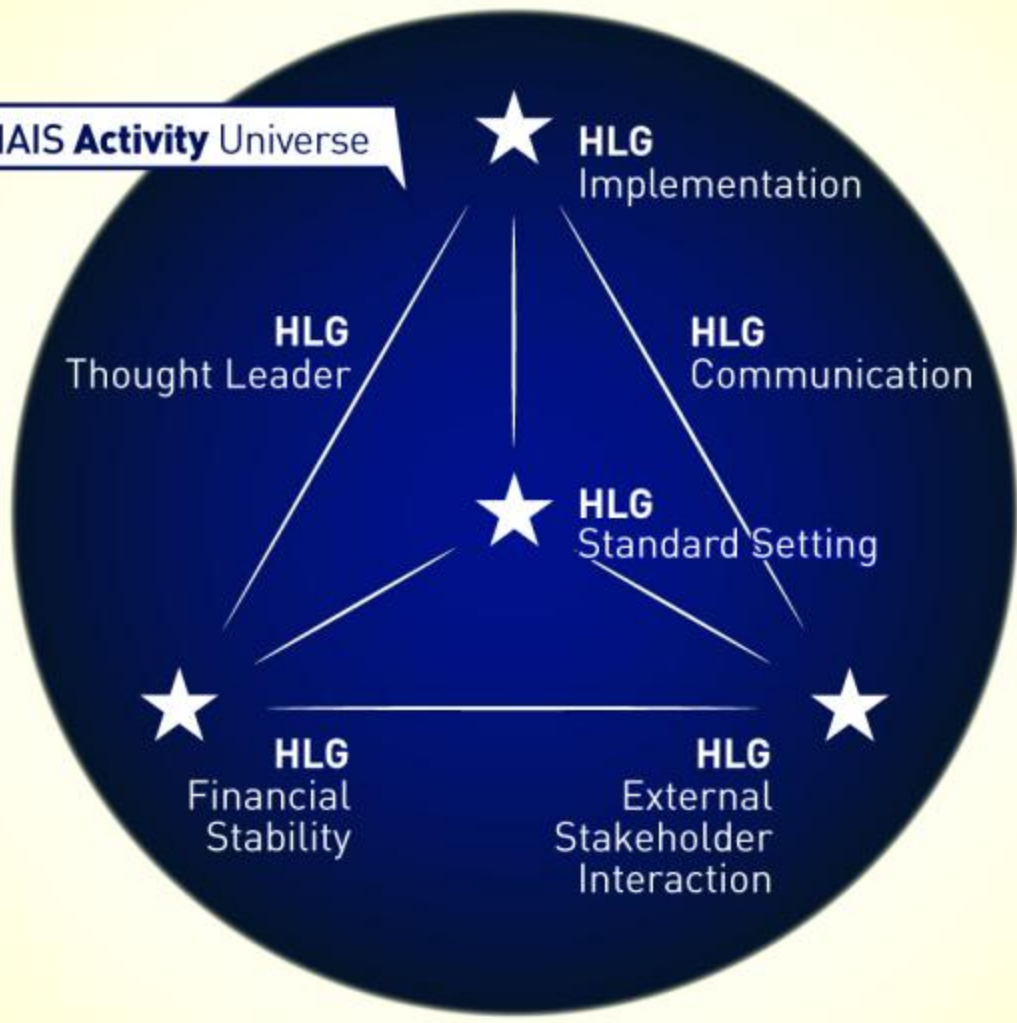 IAIS Activity Universe
HLG
Implementation
HLG
Thought Leader
HLG
Communication
HLG
Standard Setting
HLG
Financial
Stability
HLG
External
Stakeholder
Interaction